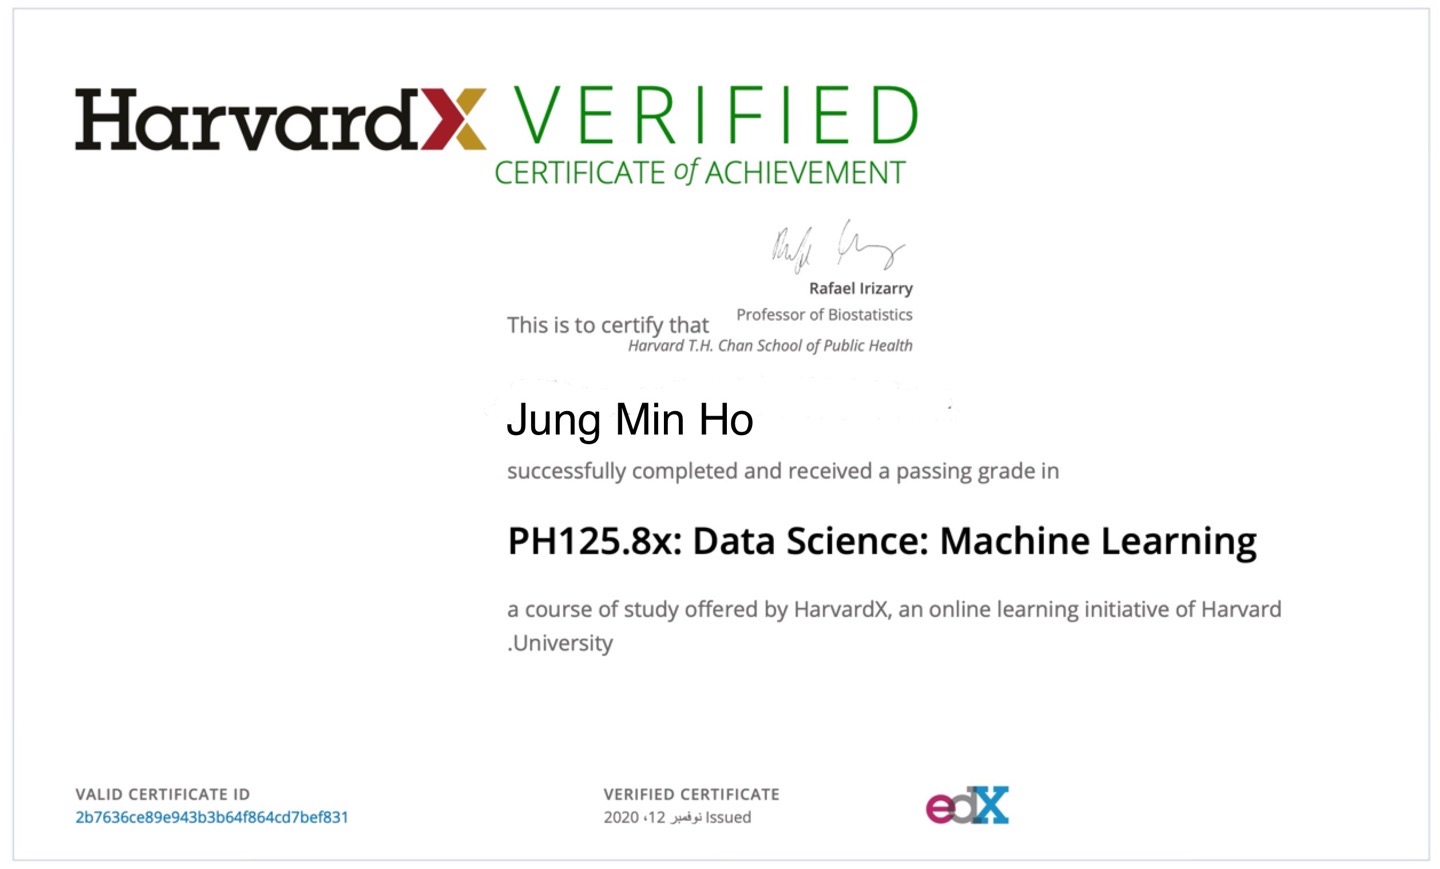 HarvardX VERIFIED
CERTIFICATE of ACHIEVEMENT
Rafael Irizarry
Professor of Biostatistics
This is to certify that
Harvard T.H. Chan School of Public Health
Jung Min Ho
successfully completed and received a passing grade in
PH125.8x: Data Science: Machine Learning
a course of study offered by HarvardX, an online learning initiative of Harvard
.University
VALID CERTIFICATE ID
2b7636ce89e943b3b64f864cd7bef831
VERIFIED CERTIFICATE
2020 ،12 نوفمبر Issued
edX